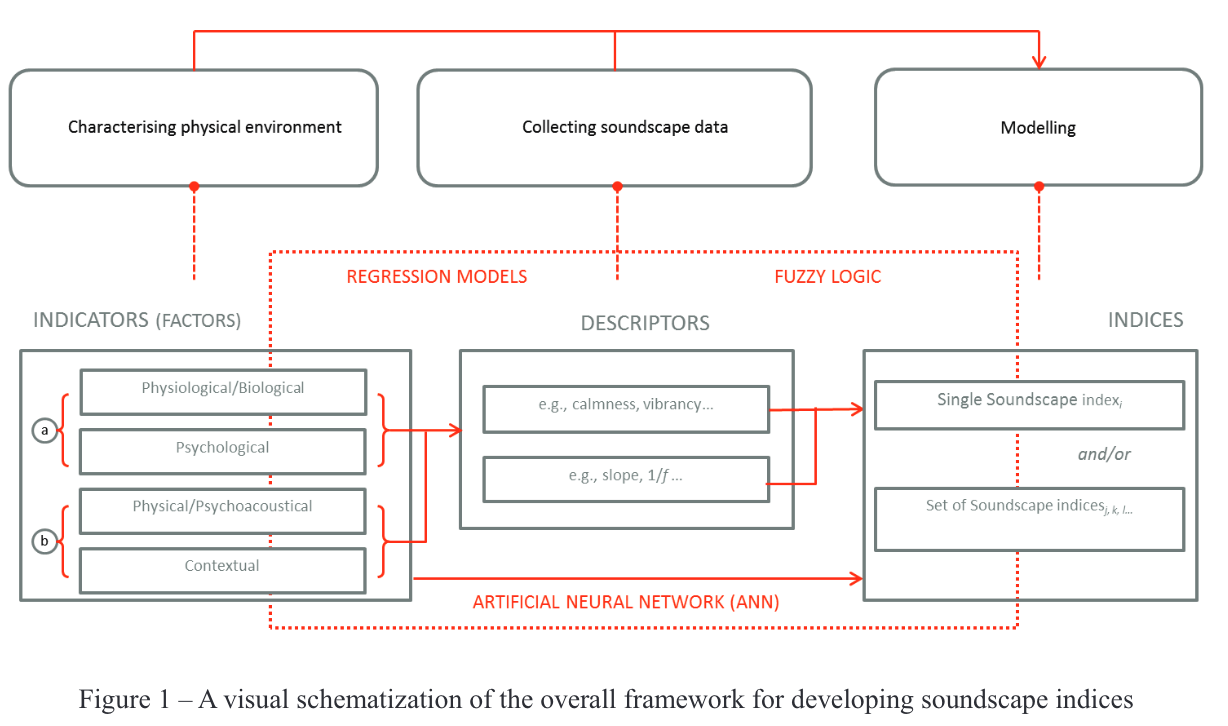 Characterising physical environment
Collecting soundscape data
Modelling
REGRESSION MODELS
FUZZY LOGIC
INDICATORS (FACTORS)
DESCRIPTORS
INDICES
a
Physiological/Biological
Psychological
b
Physical/Psychoacoustical
Contextual
e.g., calmness, vibrancy...
e.g., slope, 1/f ...
Single Soundscape indexi
and/or
Set of Soundscape indicesj, k, l...
ARTIFICIAL NEURAL NETWORK (ANN)
Figure 1 – A visual schematization of the overall framework for developing soundscape indices